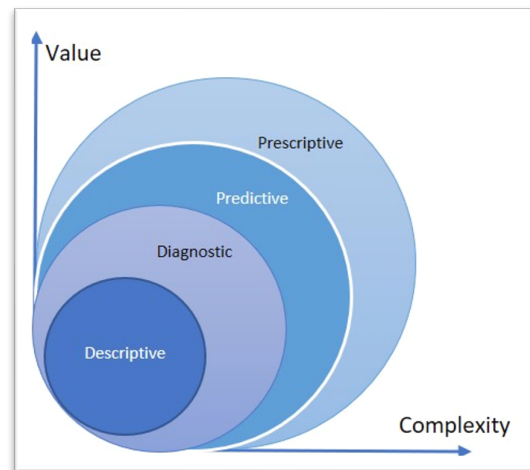 Value
Prescriptive
Predictive
Diagnostic
Descriptive
Complexity